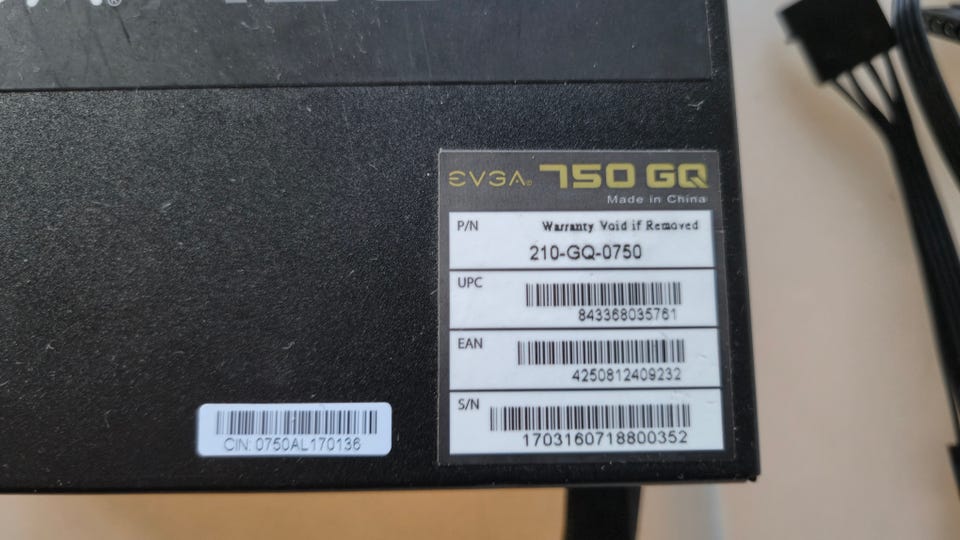 EVGA® 750 GQ
Made in China
P/N Warranty Void if Removed
210-GQ-0750
UPC
843368035761
EAN
4250812409232
S/N
1703160718800352
CIN: 0750AL170136